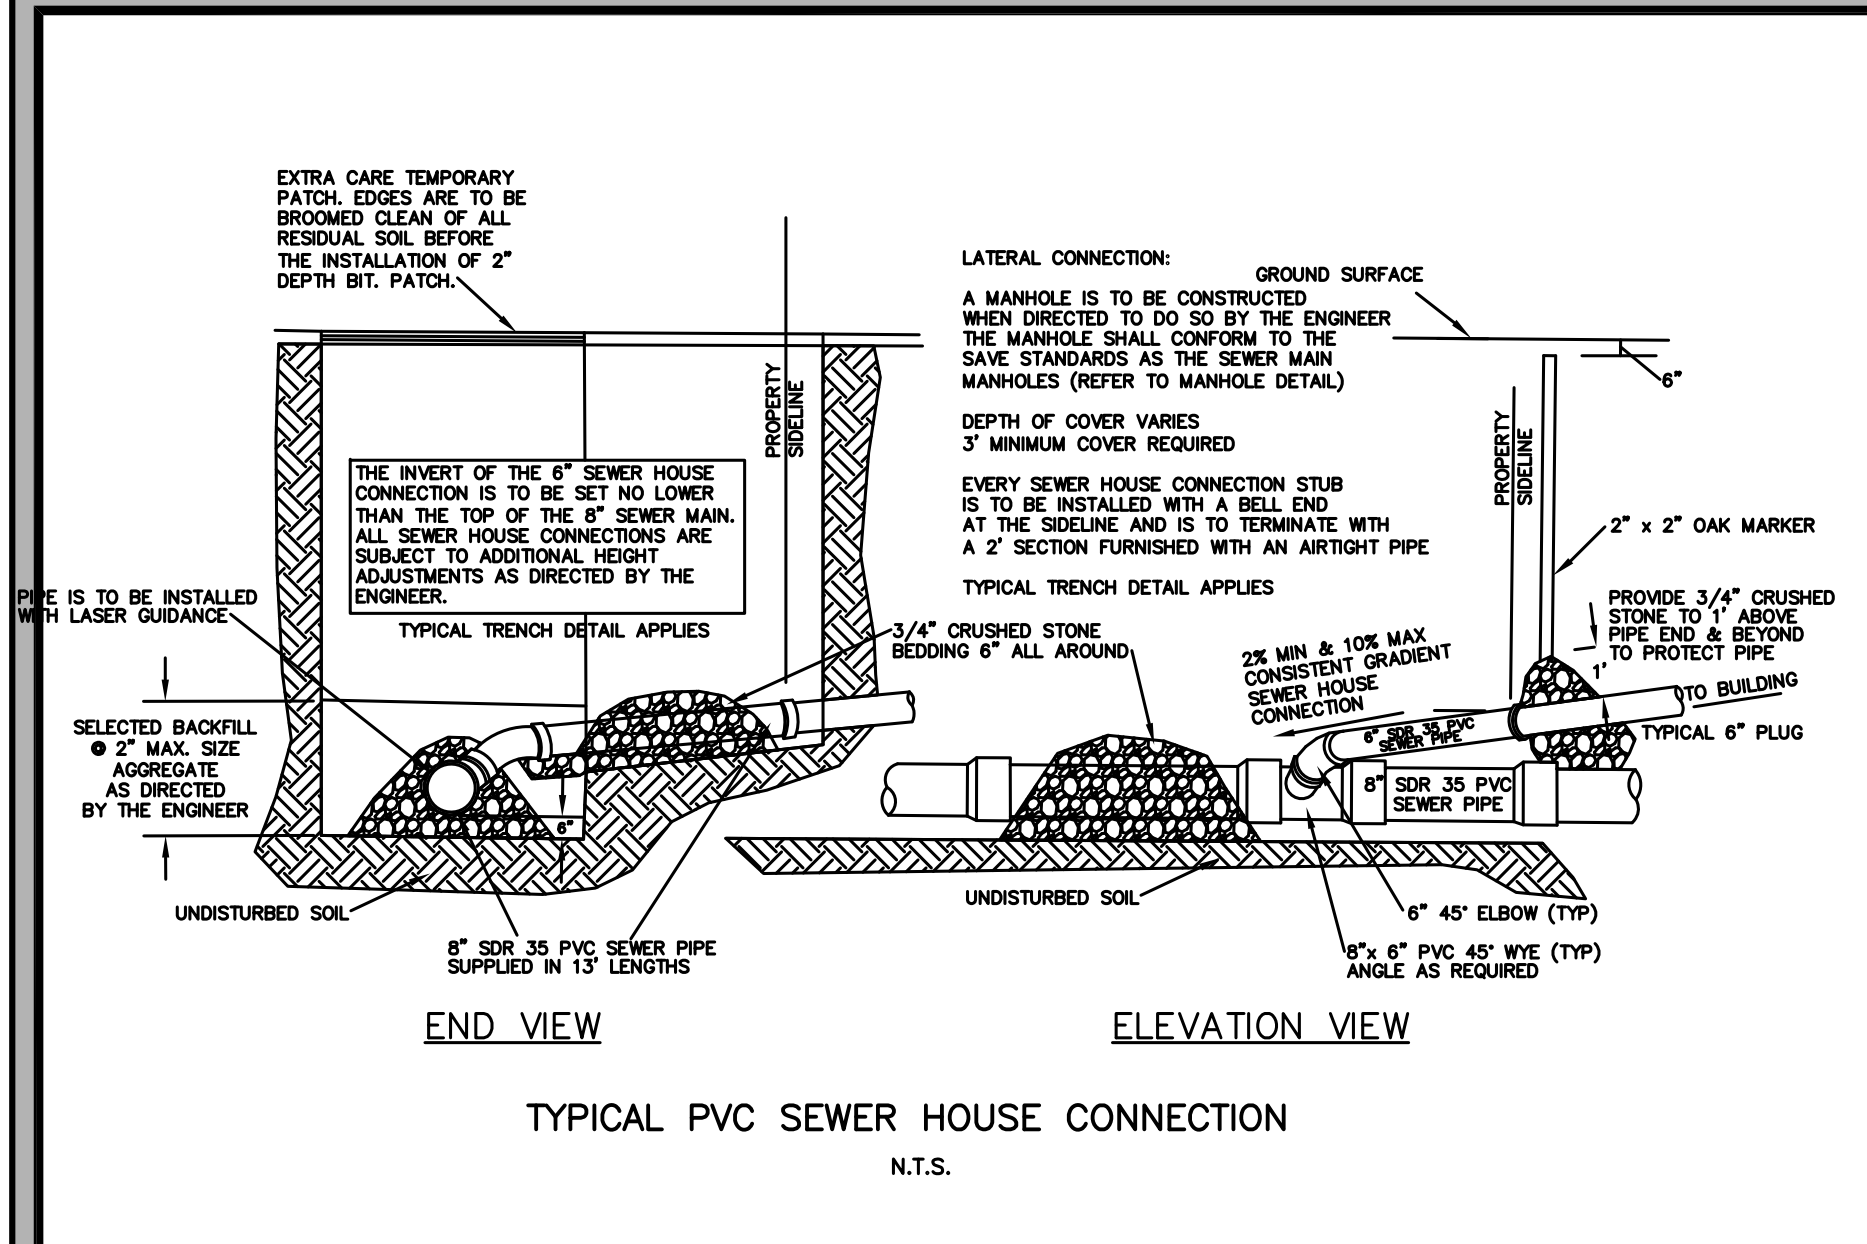 EXTRA CARE TEMPORARY
PATCH. EDGES ARE TO BE
BROOMED CLEAN OF ALL
RESIDUAL SOIL BEFORE
THE INSTALLATION OF 2"
DEPTH BIT. PATCH.
PROPERTY
SIDELINE
THE INVERT OF THE 6" SEWER HOUSE
CONNECTION IS TO BE SET NO LOWER
THAN THE TOP OF THE 8" SEWER MAIN.
ALL SEWER HOUSE CONNECTIONS ARE
SUBJECT TO ADDITIONAL HEIGHT
ADJUSTMENTS AS DIRECTED BY THE
ENGINEER.
TYPICAL TRENCH DETAIL APPLIES
PIPE IS TO BE INSTALLED
WITH LASER GUIDANCE
SELECTED BACKFILL
@ 2" MAX. SIZE
AGGREGATE
AS DIRECTED
BY THE ENGINEER
3/4" CRUSHED STONE
BEDDING 6" ALL AROUND
6"
UNDISTURBED SOIL
8" SDR 35 PVC SEWER PIPE
SUPPLIED IN 13' LENGTHS
END VIEW
LATERAL CONNECTION:
A MANHOLE IS TO BE CONSTRUCTED
WHEN DIRECTED TO DO SO BY THE ENGINEER
THE MANHOLE SHALL CONFORM TO THE
SAVE STANDARDS AS THE SEWER MAIN
MANHOLES (REFER TO MANHOLE DETAIL)
DEPTH OF COVER VARIES
3' MINIMUM COVER REQUIRED
EVERY SEWER HOUSE CONNECTION STUB
IS TO BE INSTALLED WITH A BELL END
AT THE SIDELINE AND IS TO TERMINATE WITH
A 2' SECTION FURNISHED WITH AN AIRTIGHT PIPE
TYPICAL TRENCH DETAIL APPLIES
GROUND SURFACE
6"
PROPERTY
SIDELINE
2" x 2" OAK MARKER
PROVIDE 3/4" CRUSHED
STONE TO 1' ABOVE
PIPE END & BEYOND
TO PROTECT PIPE
1'
2% MIN & 10% MAX
CONSISTENT GRADIENT
SEWER HOUSE
CONNECTION
TO BUILDING
6" SDR 35 PVC
SEWER PIPE
TYPICAL 6" PLUG
8" SDR 35 PVC
SEWER PIPE
UNDISTURBED SOIL
6" 45° ELBOW (TYP)
8"x 6" PVC 45° WYE (TYP)
ANGLE AS REQUIRED
ELEVATION VIEW
TYPICAL PVC SEWER HOUSE CONNECTION
N.T.S.